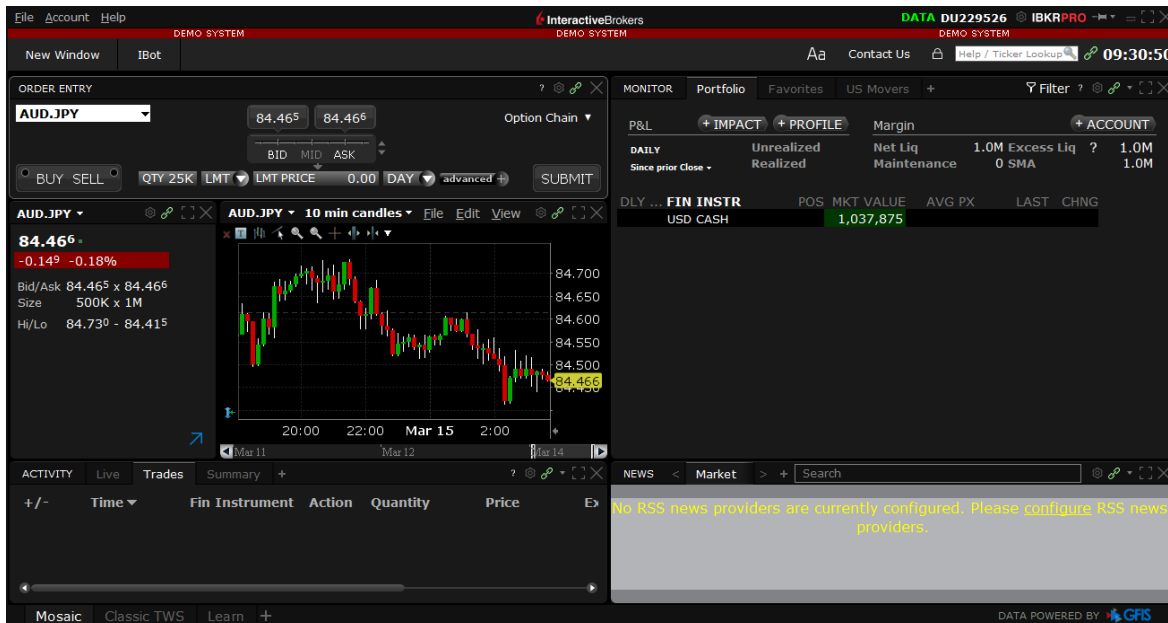 File Account Help
InteractiveBrokers
DATA DU229526 IBKRPRO
DEMO SYSTEM DEMO SYSTEM DEMO SYSTEM
New Window IBot
Aa Contact Us Help / Ticker Lookup 09:30:50
ORDER ENTRY ?
AUD.JPY
84.465 84.466
Option Chain ▼
BID MID ASK
BUY SELL QTY 25K LMT LMT PRICE 0.00 DAY advanced + SUBMIT
AUD.JPY
84.466
-0.149 -0.18%
Bid/Ask 84.465 x 84.466
Size 500K x 1M
Hi/Lo 84.730 - 84.415
AUD.JPY 10 min candles File Edit View
84.700
84.650
84.600
84.550
84.500
84.466
84.450
20:00 22:00 Mar 15 2:00
Mar 11 Mar 12 Mar 14
MONITOR Portfolio Favorites US Movers + Filter ?
P&L + IMPACT + PROFILE Margin + ACCOUNT
DAILY Unrealized Net Liq 1.0M Excess Liq ? 1.0M
Since prior Close Realized Maintenance 0 SMA 1.0M
DLY ... FIN INSTR POS MKT VALUE AVG PX LAST CHNG
USD CASH 1,037,875
ACTIVITY Live Trades Summary + ?
+/- Time Fin Instrument Action Quantity Price
NEWS < Market > + Search
No RSS news providers are currently configured. Please configure RSS news
providers.
Mosaic Classic TWS Learn +
DATA POWERED BY GFIS